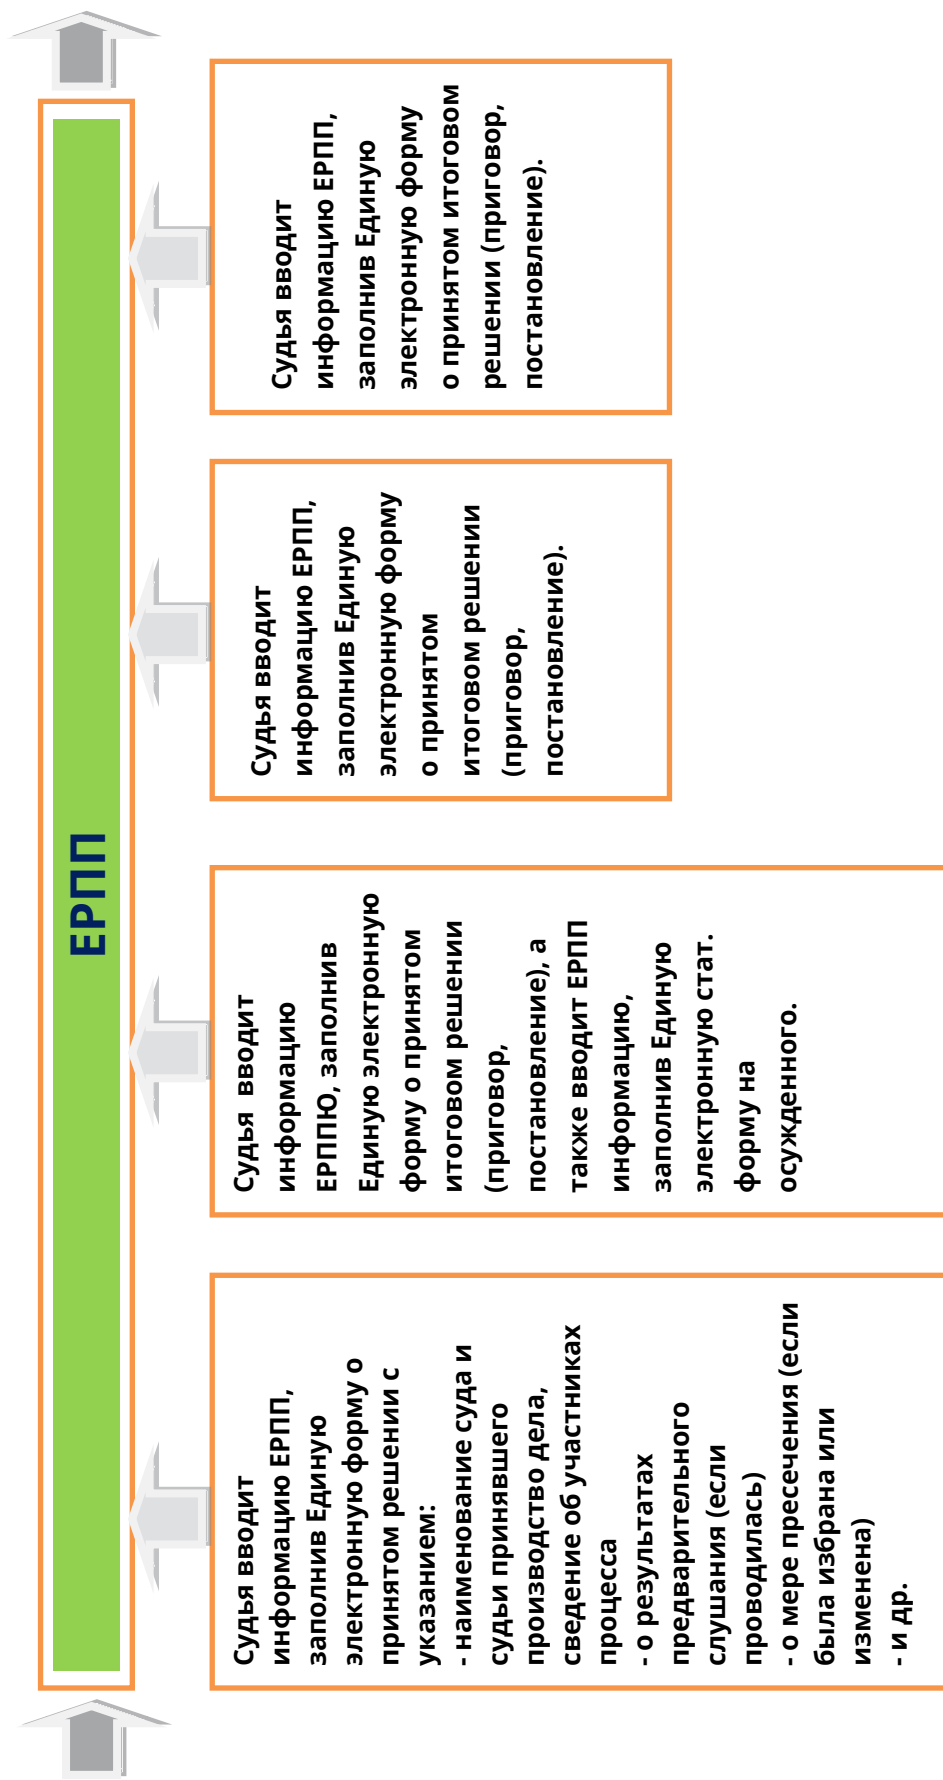 ЕРПП
Судья вводит
информацию ЕРПП,
заполнив Единую
электронную форму о
принятом решении с
указанием:
- наименование суда и
судьи принявшего
производство дела,
сведение об участниках
процесса
- о результатах
предварительного
слушания (если
проводилась)
- о мере пресечения (если
была избрана или
изменена)
- и др.
Судья вводит
информацию
ЕРППЮ, заполнив
Единую электронную
форму о принятом
итоговом решении
(приговор,
постановление), а
также вводит ЕРПП
информацию,
заполнив Единую
электронную стат.
форму на
осужденного.
Судья вводит
информацию ЕРПП,
заполнив Единую
электронную форму
о принятом
итоговом решении
(приговор,
постановление).
Судья вводит
информацию ЕРПП,
заполнив Единую
электронную форму
о принятом итоговом
решении (приговор,
постановление).